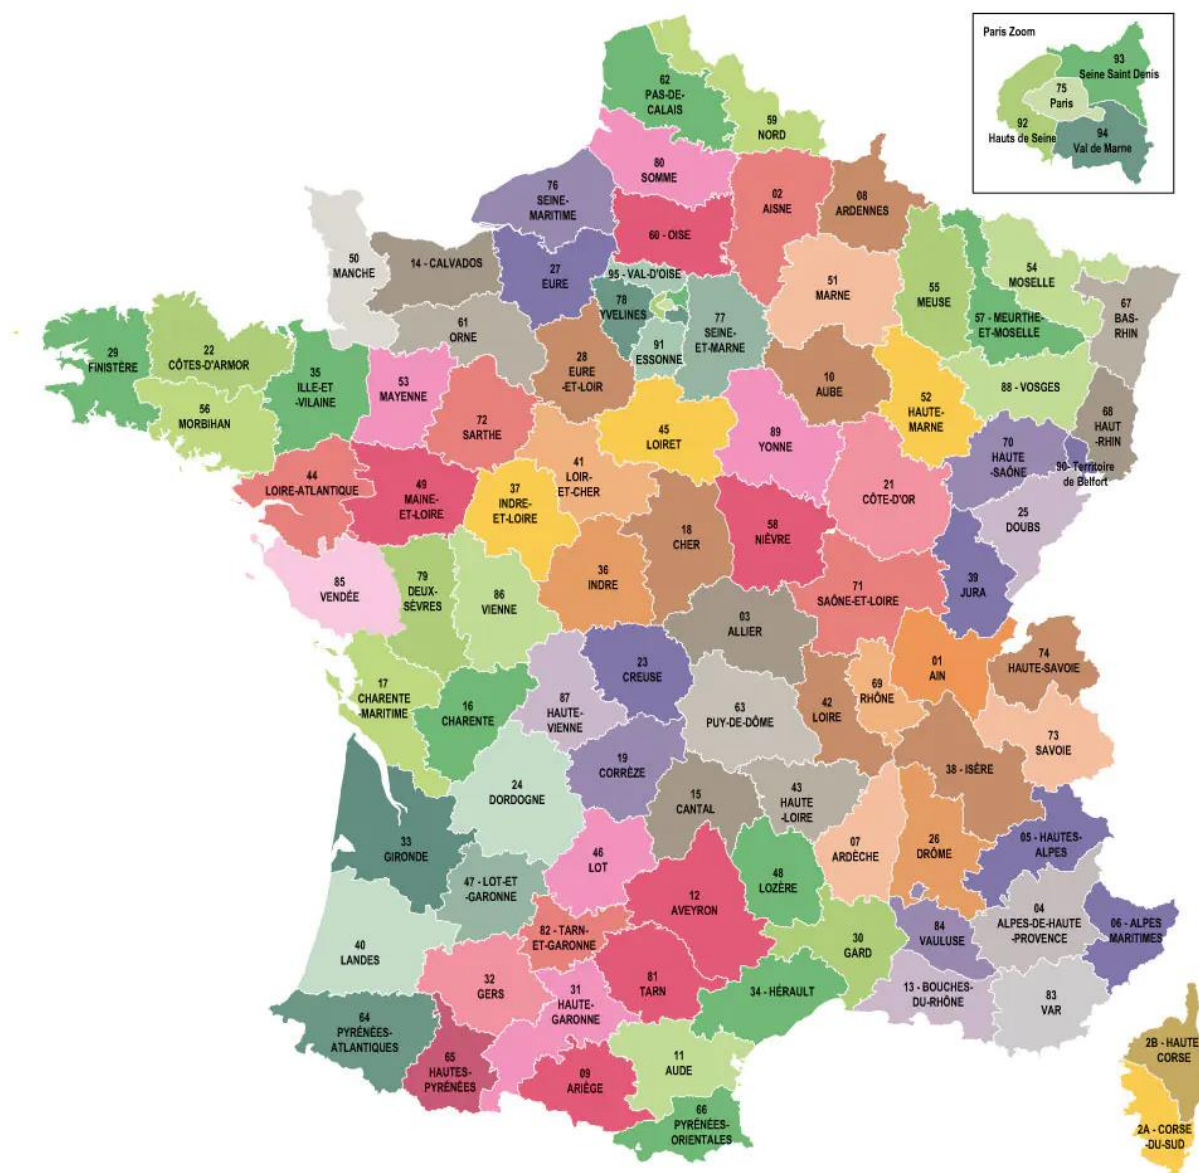 Paris Zoom
93
Seine Saint Denis
75
Paris
92
Hauts de Seine
94
Val de Marne
62
PAS-DE-
CALAIS
59
NORD
80
SOMME
76
SEINE-
MARITIME
02
AISNE
08
ARDENNES
60 - OISE
50
MANCHE
14 - CALVADOS
27
EURE
95 - VAL-D'OISE
78
YVELINES
77
SEINE-
ET-MARNE
91
ESSONNE
51
MARNE
55
MEUSE
54
MOSELLE
57 - MEURTHE-
ET-MOSELLE
67
BAS-
RHIN
61
ORNE
28
EURE
-ET-LOIR
29
FINISTÈRE
22
CÔTES-D'ARMOR
35
ILLE-ET
-VILAINE
56
MORBIHAN
53
MAYENNE
72
SARTHE
10
AUBE
52
HAUTE-
MARNE
88 - VOSGES
68
HAUT
-RHIN
45
LOIRET
89
YONNE
70
HAUTE
-SAÔNE
90- Territoire
de Belfort
44
LOIRE-ATLANTIQUE
49
MAINE-
ET-LOIRE
37
INDRE-
ET-LOIRE
41
LOIR-
ET-CHER
21
CÔTE-D'OR
25
DOUBS
18
CHER
58
NIÈVRE
85
VENDÉE
79
DEUX-
SÈVRES
86
VIENNE
36
INDRE
71
SAÔNE-ET-LOIRE
39
JURA
03
ALLIER
23
CREUSE
01
AIN
74
HAUTE-SAVOIE
17
CHARENTE
-MARITIME
16
CHARENTE
87
HAUTE-
VIENNE
63
PUY-DE-DÔME
42
LOIRE
69
RHÔNE
73
SAVOIE
19
CORRÈZE
38 - ISÈRE
24
DORDOGNE
15
CANTAL
43
HAUTE
-LOIRE
33
GIRONDE
46
LOT
07
ARDÈCHE
26
DRÔME
05 - HAUTES-
ALPES
47 - LOT-ET
-GARONNE
48
LOZÈRE
12
AVEYRON
40
LANDES
82 - TARN-
ET-GARONNE
30
GARD
84
VAULUSE
04
ALPES-DE-HAUTE
-PROVENCE
06 - ALPES
MARITIMES
32
GERS
31
HAUTE-
GARONNE
81
TARN
34 - HÉRAULT
13 - BOUCHES-
DU-RHÔNE
83
VAR
64
PYRÉNÉES-
ATLANTIQUES
65
HAUTES-
PYRÉNÉES
09
ARIÈGE
11
AUDE
66
PYRÉNÉES-
ORIENTALES
2B - HAUTE
CORSE
2A - CORSE
-DU-SUD